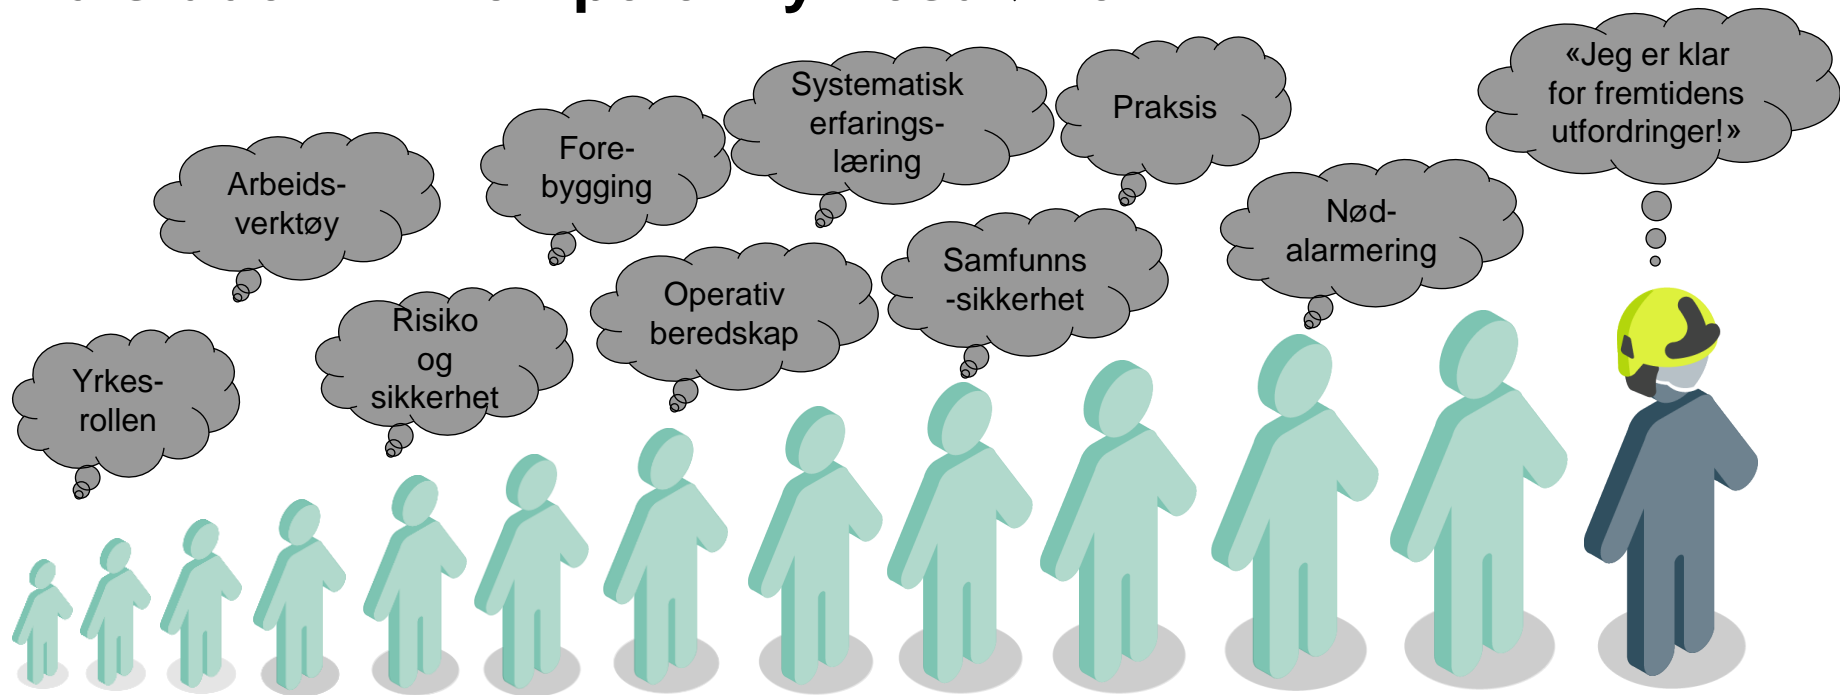 Yrkes-
rollen
Arbeids-
verktøy
Risiko
og
sikkerhet
Fore-
bygging
Operativ
beredskap
Systematisk
erfarings-
læring
Samfunns
-sikkerhet
Praksis
Nød-
alarmering
«Jeg er klar
for fremtidens
utfordringer!»